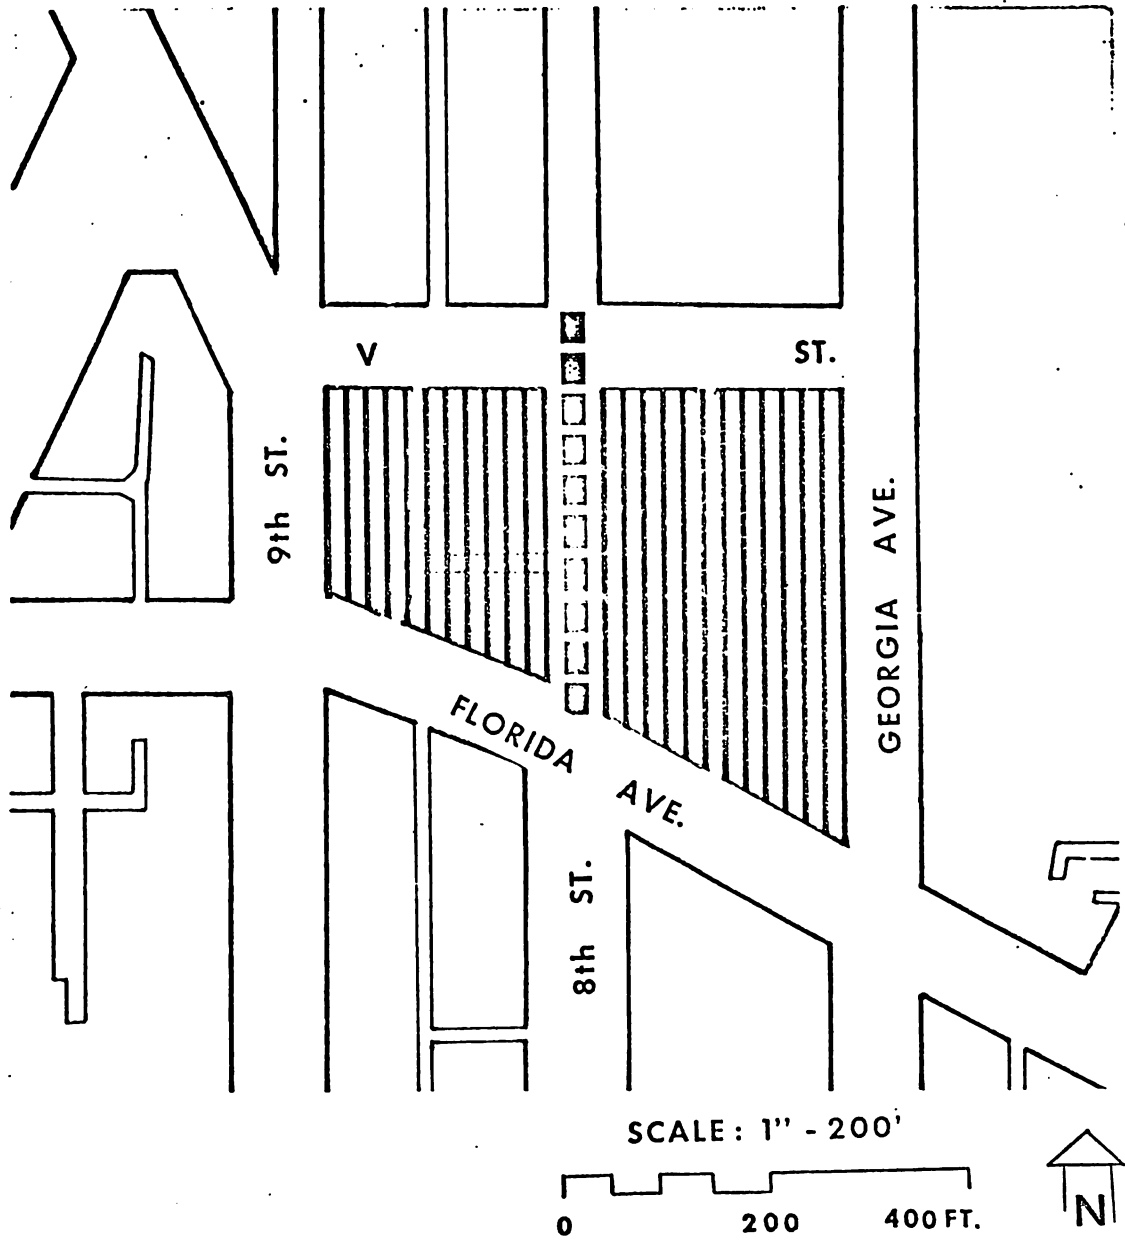 V ST.
9th ST.
GEORGIA AVE.
FLORIDA AVE.
8th ST.
SCALE: 1" - 200'
0 200 400 FT.
N